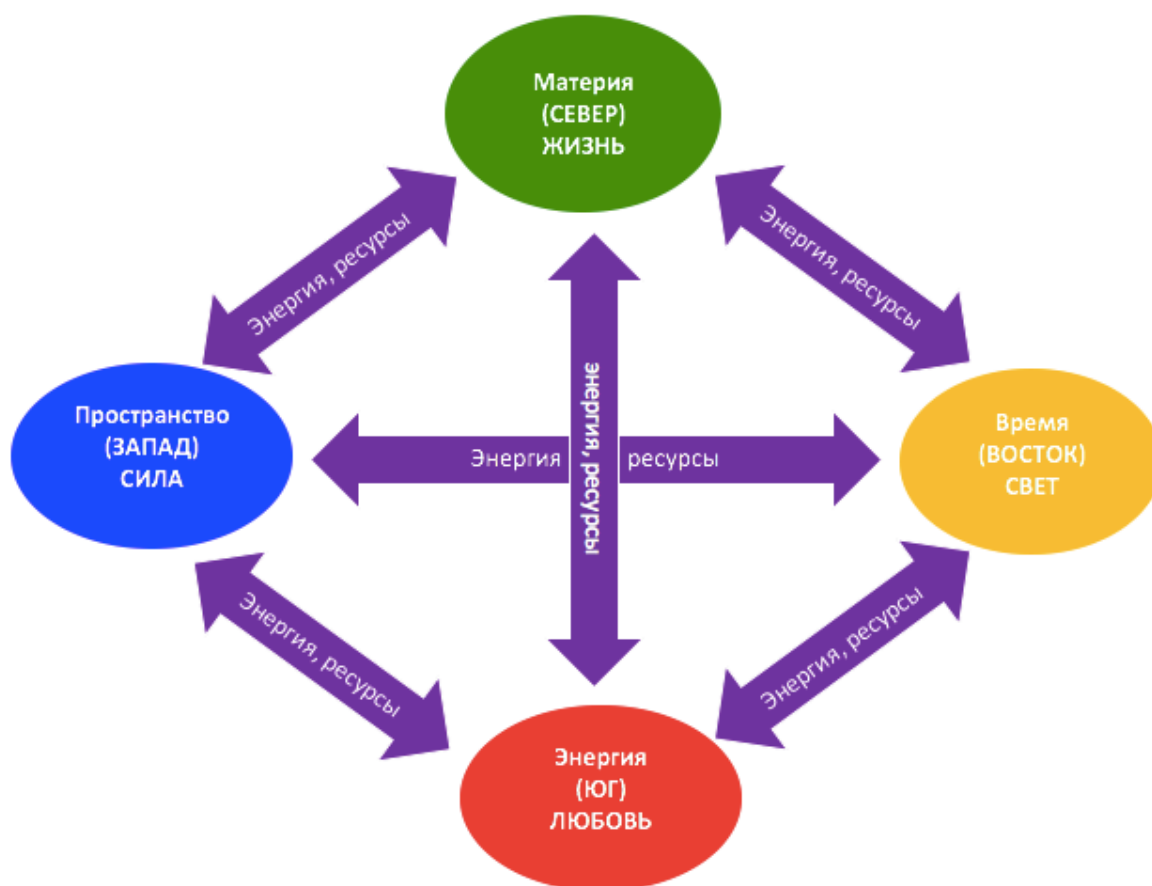 Материя
(СЕВЕР)
ЖИЗНЬ
Энергия, ресурсы
Энергия, ресурсы
энергия, ресурсы
Пространство
(ЗАПАД)
СИЛА
Энергия ресурсы
Время
(ВОСТОК)
СВЕТ
Энергия, ресурсы
Энергия, ресурсы
Энергия
(ЮГ)
ЛЮБОВЬ